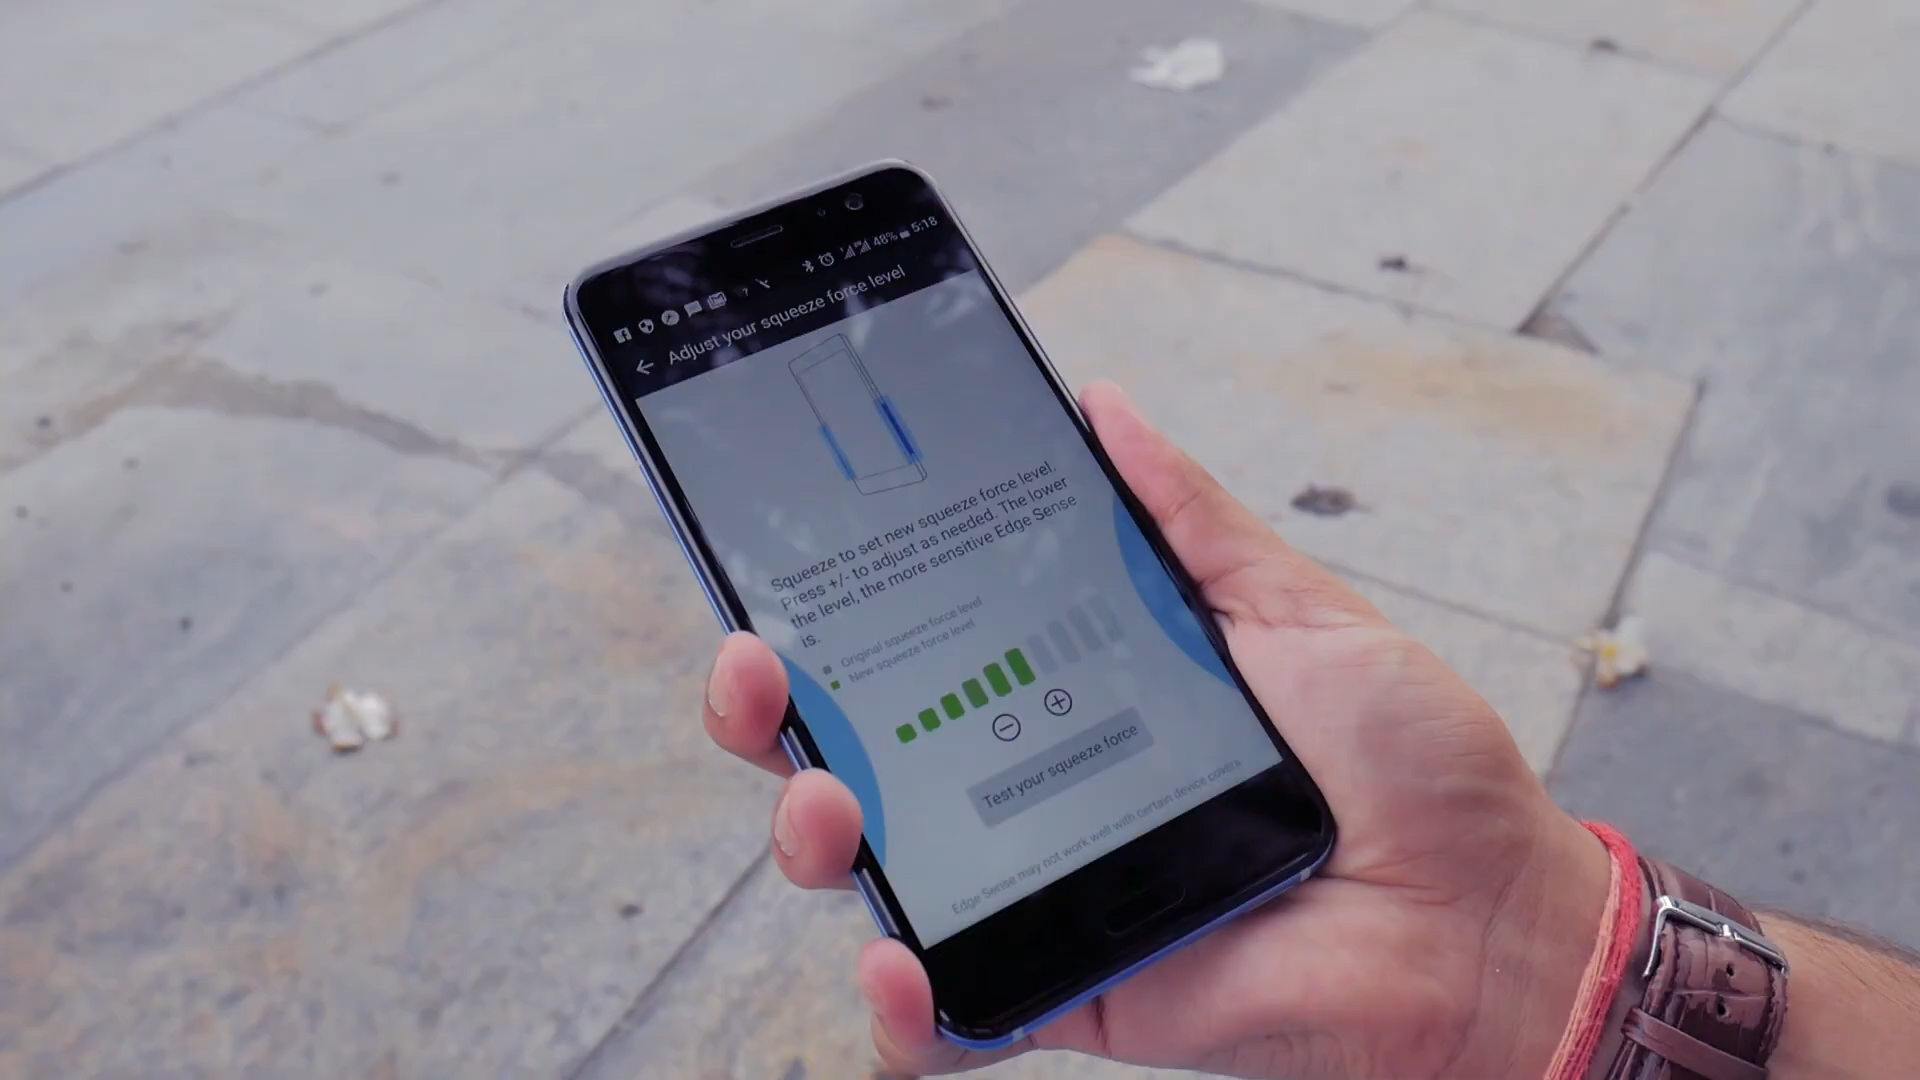 48% 5:18
Adjust your squeeze force level
Squeeze to set new squeeze force level.
Press +/- to adjust as needed. The lower
the level, the more sensitive Edge Sense
is.
Original squeeze force level
New squeeze force level
Test your squeeze force
Edge Sense may not work well with certain device covers